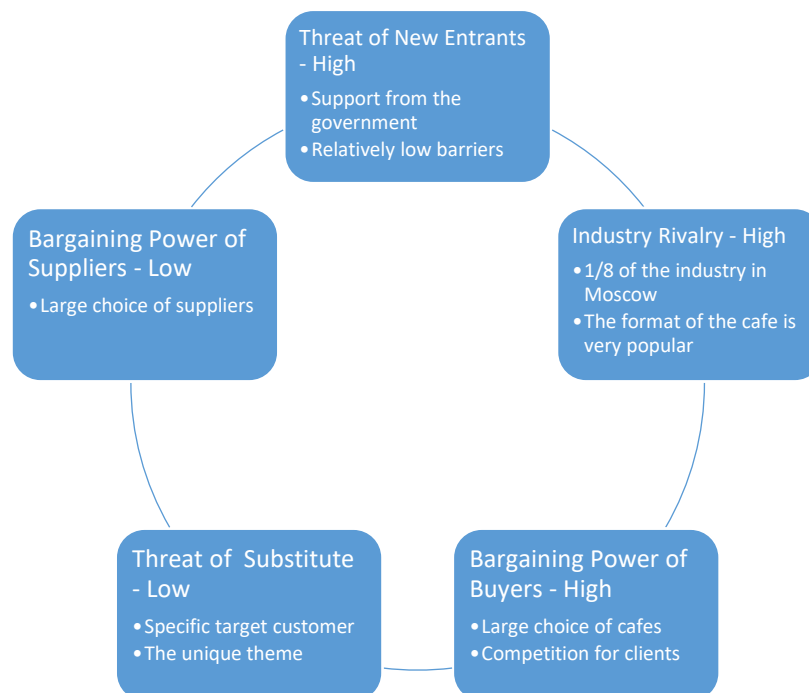 Threat of New Entrants
- High
•Support from the
government
•Relatively low barriers
Industry Rivalry - High
•1/8 of the industry in
Moscow
•The format of the cafe is
very popular
Bargaining Power of
Buyers - High
•Large choice of cafes
•Competition for clients
Threat of Substitute
- Low
•Specific target customer
•The unique theme
Bargaining Power of
Suppliers - Low
•Large choice of suppliers